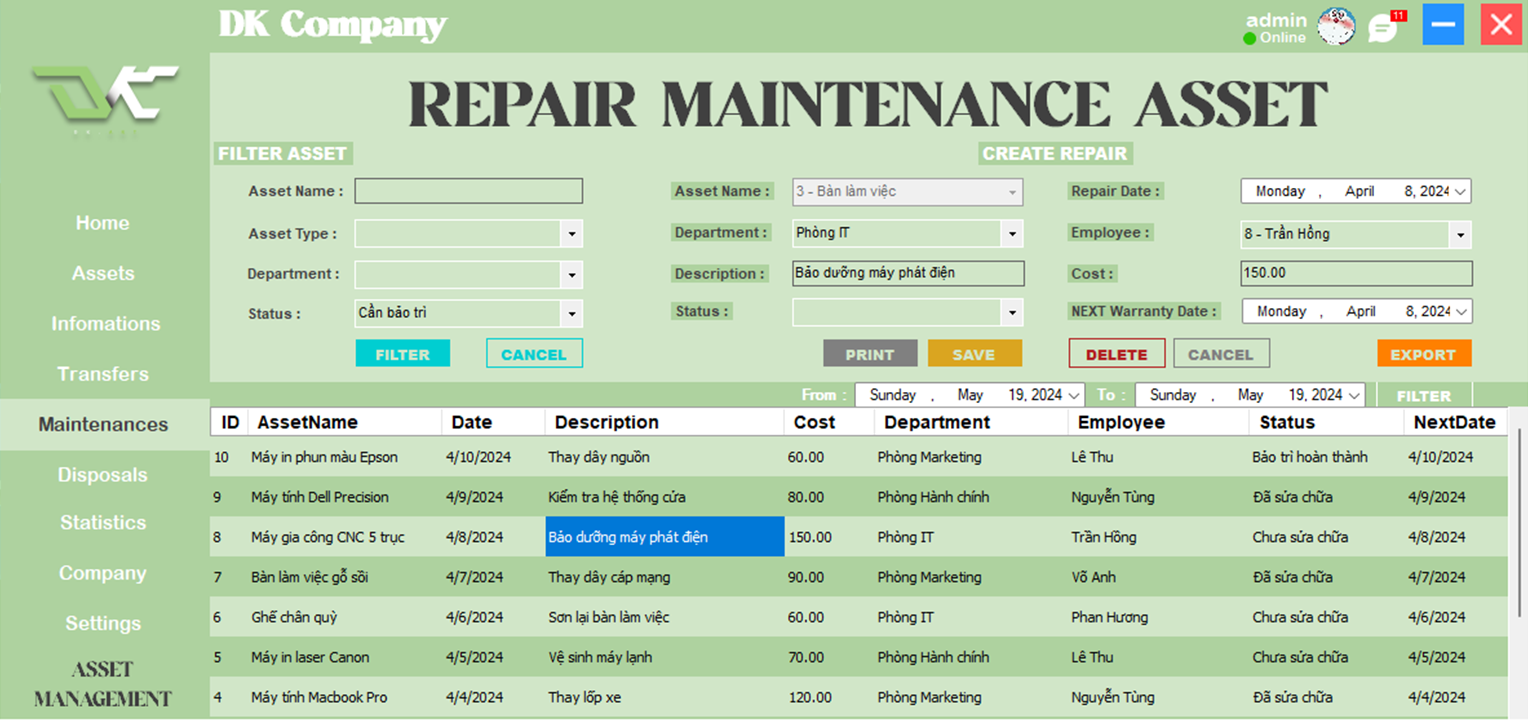 DK Company
admin
Online
11
REPAIR MAINTENANCE ASSET
FILTER ASSET
CREATE REPAIR
Asset Name :
Asset Name : 3 - Bàn làm việc
Repair Date : Monday , April 8, 2024
Asset Type :
Department : Phòng IT
Employee : 8 - Trần Hồng
Department :
Description : Bảo dưỡng máy phát điện
Cost : 150.00
Status : Cần bảo trì
Status :
NEXT Warranty Date : Monday , April 8, 2024
FILTER CANCEL PRINT SAVE DELETE CANCEL EXPORT
From : Sunday , May 19, 2024 To : Sunday , May 19, 2024 FILTER
Home
Assets
Infomations
Transfers
Maintenances
Disposals
Statistics
Company
Settings
ASSET
MANAGEMENT
ID AssetName Date Description Cost Department Employee Status NextDate
10 Máy in phun màu Epson 4/10/2024 Thay dây nguồn 60.00 Phòng Marketing Lê Thu Bảo trì hoàn thành 4/10/2024
9 Máy tính Dell Precision 4/9/2024 Kiểm tra hệ thống cửa 80.00 Phòng Hành chính Nguyễn Tùng Đã sửa chữa 4/9/2024
8 Máy gia công CNC 5 trục 4/8/2024 Bảo dưỡng máy phát điện 150.00 Phòng IT Trần Hồng Chưa sửa chữa 4/8/2024
7 Bàn làm việc gỗ sồi 4/7/2024 Thay dây cáp mạng 90.00 Phòng Marketing Võ Anh Đã sửa chữa 4/7/2024
6 Ghế chân quỳ 4/6/2024 Sơn lại bàn làm việc 60.00 Phòng IT Phan Hương Chưa sửa chữa 4/6/2024
5 Máy in laser Canon 4/5/2024 Vệ sinh máy lạnh 70.00 Phòng Hành chính Lê Thu Chưa sửa chữa 4/5/2024
4 Máy tính Macbook Pro 4/4/2024 Thay lốp xe 120.00 Phòng Marketing Nguyễn Tùng Đã sửa chữa 4/4/2024